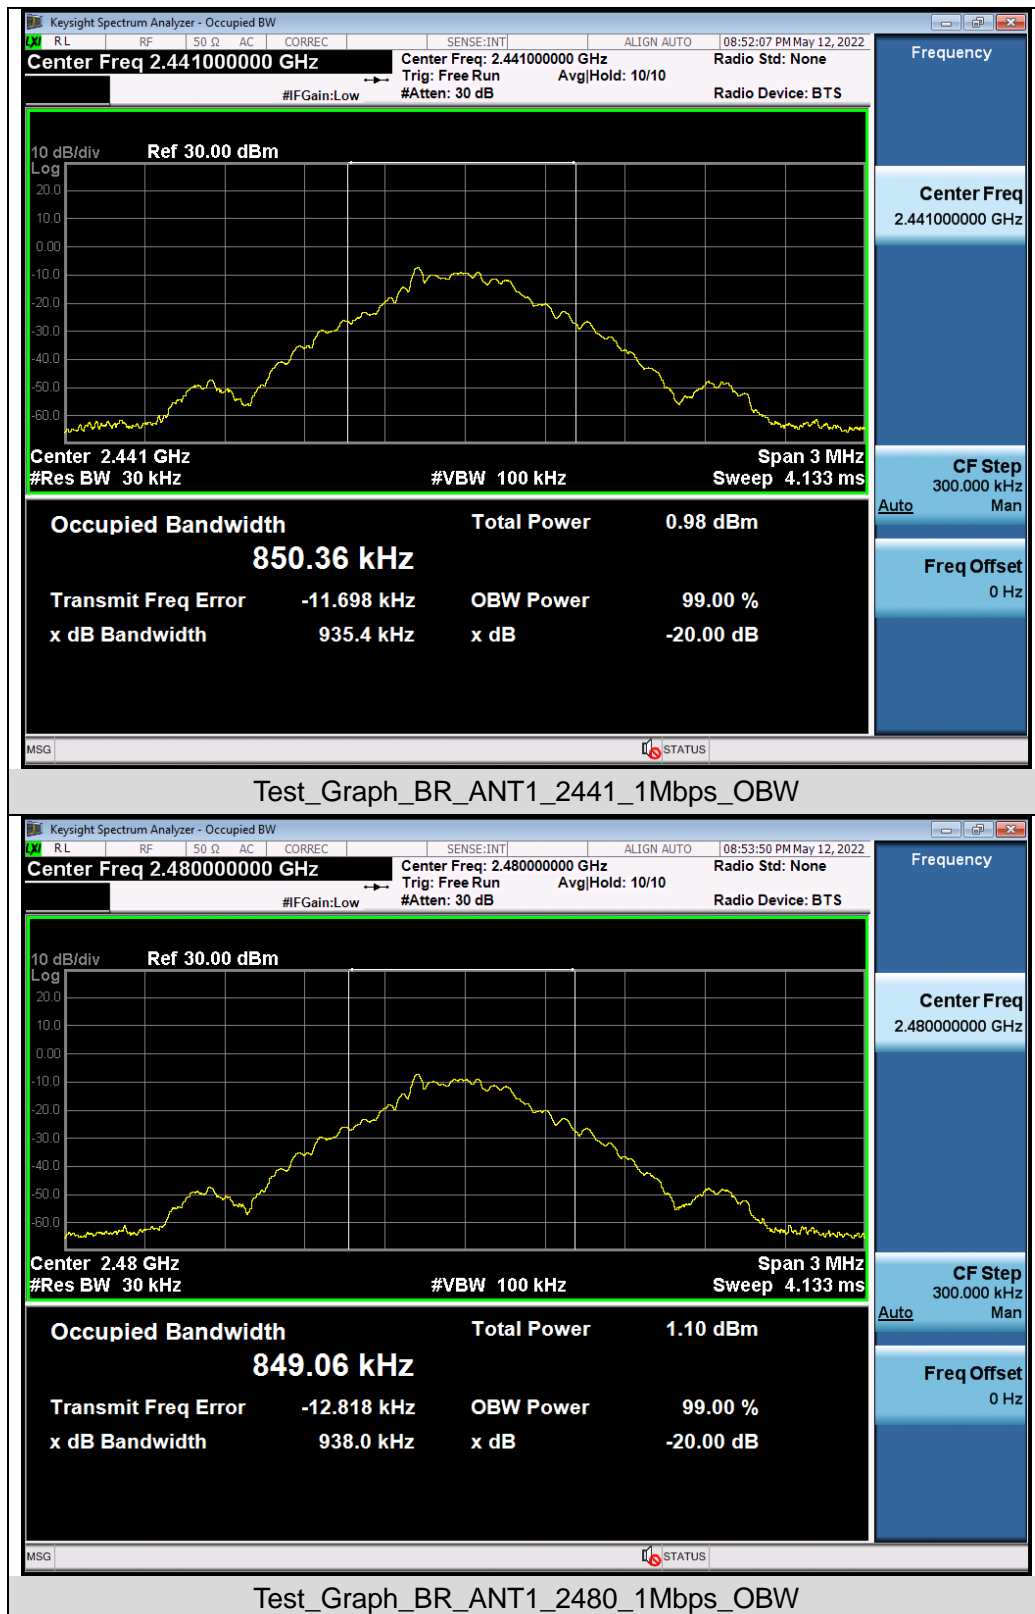 Keysight Spectrum Analyzer - Occupied BW
LXI RL RF 50 Ω AC CORREC SENSE:INT ALIGN AUTO 08:52:07 PM May 12, 2022
Center Freq 2.441000000 GHz
Center Freq: 2.441000000 GHz
Radio Std: None
Trig: Free Run Avg|Hold: 10/10
#IFGain:Low #Atten: 30 dB Radio Device: BTS
10 dB/div Ref 30.00 dBm
Log
20.0
10.0
0.00
-10.0
-20.0
-30.0
-40.0
-50.0
-60.0
Center 2.441 GHz Span 3 MHz
#Res BW 30 kHz #VBW 100 kHz Sweep 4.133 ms
Occupied Bandwidth Total Power 0.98 dBm
850.36 kHz
Transmit Freq Error -11.698 kHz OBW Power 99.00 %
x dB Bandwidth 935.4 kHz x dB -20.00 dB
MSG STATUS
Frequency
Center Freq
2.441000000 GHz
CF Step
300.000 kHz
Auto Man
Freq Offset
0 Hz
Test_Graph_BR_ANT1_2441_1Mbps_OBW
Keysight Spectrum Analyzer - Occupied BW
LXI RL RF 50 Ω AC CORREC SENSE:INT ALIGN AUTO 08:53:50 PM May 12, 2022
Center Freq 2.480000000 GHz
Center Freq: 2.480000000 GHz
Radio Std: None
Trig: Free Run Avg|Hold: 10/10
#IFGain:Low #Atten: 30 dB Radio Device: BTS
10 dB/div Ref 30.00 dBm
Log
20.0
10.0
0.00
-10.0
-20.0
-30.0
-40.0
-50.0
-60.0
Center 2.48 GHz Span 3 MHz
#Res BW 30 kHz #VBW 100 kHz Sweep 4.133 ms
Occupied Bandwidth Total Power 1.10 dBm
849.06 kHz
Transmit Freq Error -12.818 kHz OBW Power 99.00 %
x dB Bandwidth 938.0 kHz x dB -20.00 dB
MSG STATUS
Frequency
Center Freq
2.480000000 GHz
CF Step
300.000 kHz
Auto Man
Freq Offset
0 Hz
Test_Graph_BR_ANT1_2480_1Mbps_OBW